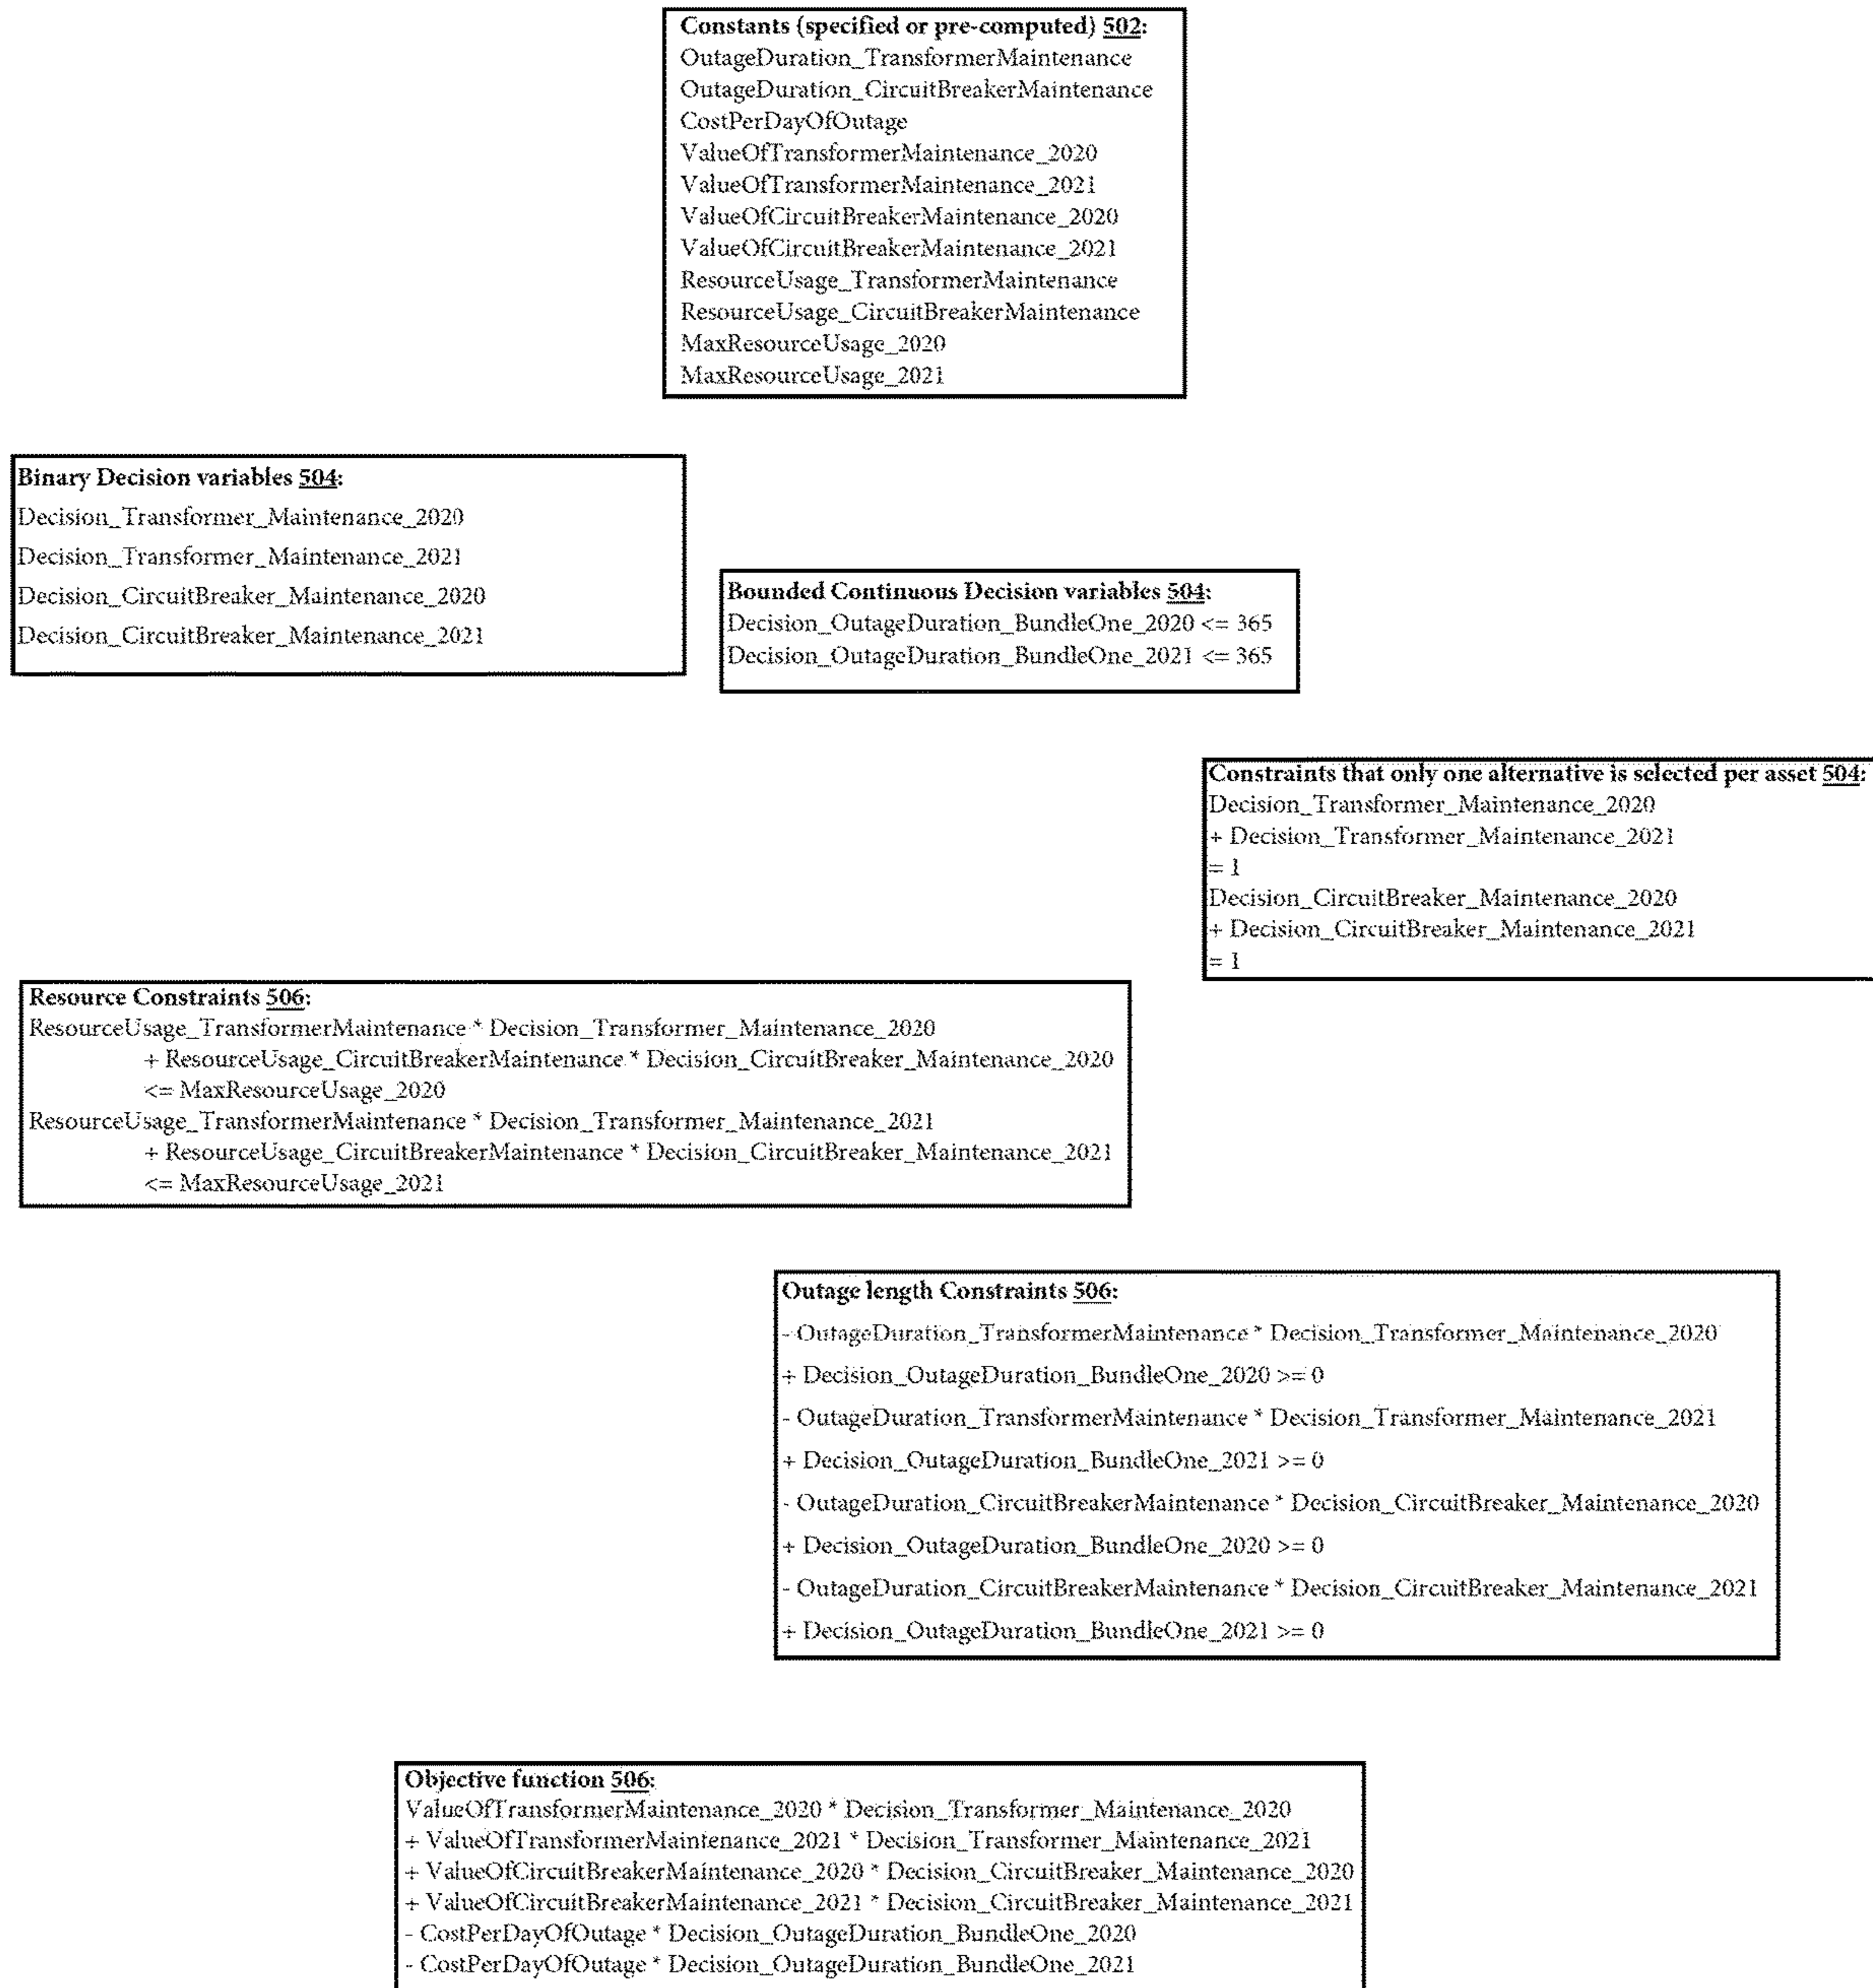 Constants (specified or pre-computed) 502:
OutageDuration_TransformerMaintenance
OutageDuration_CircuitBreakerMaintenance
CostPerDayOfOutage
ValueOfTransformerMaintenance_2020
ValueOfTransformerMaintenance_2021
ValueOfCircuitBreakerMaintenance_2020
ValueOfCircuitBreakerMaintenance_2021
ResourceUsage_TransformerMaintenance
ResourceUsage_CircuitBreakerMaintenance
MaxResourceUsage_2020
MaxResourceUsage_2021
Binary Decision variables 504:
Decision_Transformer_Maintenance_2020
Decision_Transformer_Maintenance_2021
Decision_CircuitBreaker_Maintenance_2020
Decision_CircuitBreaker_Maintenance_2021
Bounded Continuous Decision variables 504:
Decision_OutageDuration_BundleOne_2020 <= 365
Decision_OutageDuration_BundleOne_2021 <= 365
Constraints that only one alternative is selected per asset 504:
Decision_Transformer_Maintenance_2020
+ Decision_Transformer_Maintenance_2021
= 1
Decision_CircuitBreaker_Maintenance_2020
+ Decision_CircuitBreaker_Maintenance_2021
= 1
Resource Constraints 506:
ResourceUsage_TransformerMaintenance * Decision_Transformer_Maintenance_2020
+ ResourceUsage_CircuitBreakerMaintenance * Decision_CircuitBreaker_Maintenance_2020
<= MaxResourceUsage_2020
ResourceUsage_TransformerMaintenance * Decision_Transformer_Maintenance_2021
+ ResourceUsage_CircuitBreakerMaintenance * Decision_CircuitBreaker_Maintenance_2021
<= MaxResourceUsage_2021
Outage length Constraints 506:
- OutageDuration_TransformerMaintenance * Decision_Transformer_Maintenance_2020
+ Decision_OutageDuration_BundleOne_2020 >= 0
- OutageDuration_TransformerMaintenance * Decision_Transformer_Maintenance_2021
+ Decision_OutageDuration_BundleOne_2021 >= 0
- OutageDuration_CircuitBreakerMaintenance * Decision_CircuitBreaker_Maintenance_2020
+ Decision_OutageDuration_BundleOne_2020 >= 0
- OutageDuration_CircuitBreakerMaintenance * Decision_CircuitBreaker_Maintenance_2021
+ Decision_OutageDuration_BundleOne_2021 >= 0
Objective function 506:
ValueOfTransformerMaintenance_2020 * Decision_Transformer_Maintenance_2020
+ ValueOfTransformerMaintenance_2021 * Decision_Transformer_Maintenance_2021
+ ValueOfCircuitBreakerMaintenance_2020 * Decision_CircuitBreaker_Maintenance_2020
+ ValueOfCircuitBreakerMaintenance_2021 * Decision_CircuitBreaker_Maintenance_2021
- CostPerDayOfOutage * Decision_OutageDuration_BundleOne_2020
- CostPerDayOfOutage * Decision_OutageDuration_BundleOne_2021